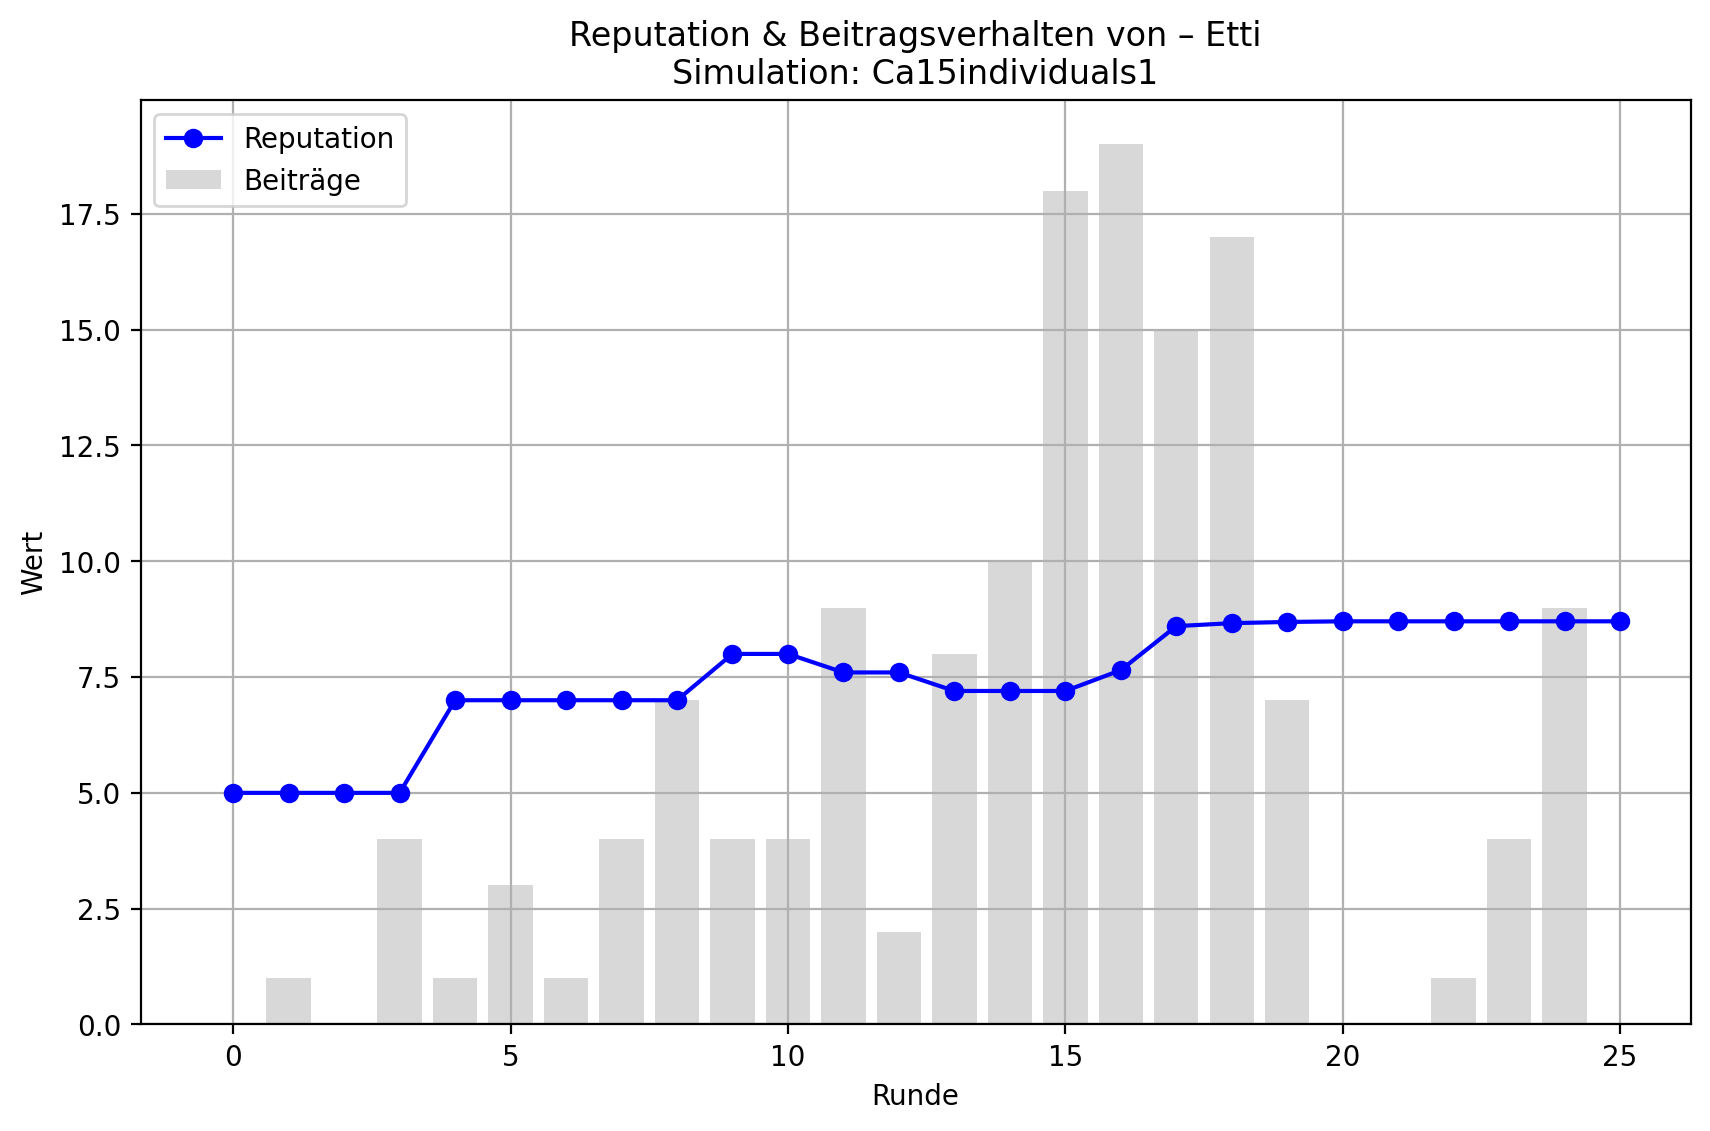 Reputation & Beitragsverhalten von – Etti
Simulation: Ca15individuals1
Reputation
Beiträge
17.5
15.0
12.5
10.0
7.5
5.0
2.5
0.0
Wert
0 5 10 15 20 25
Runde